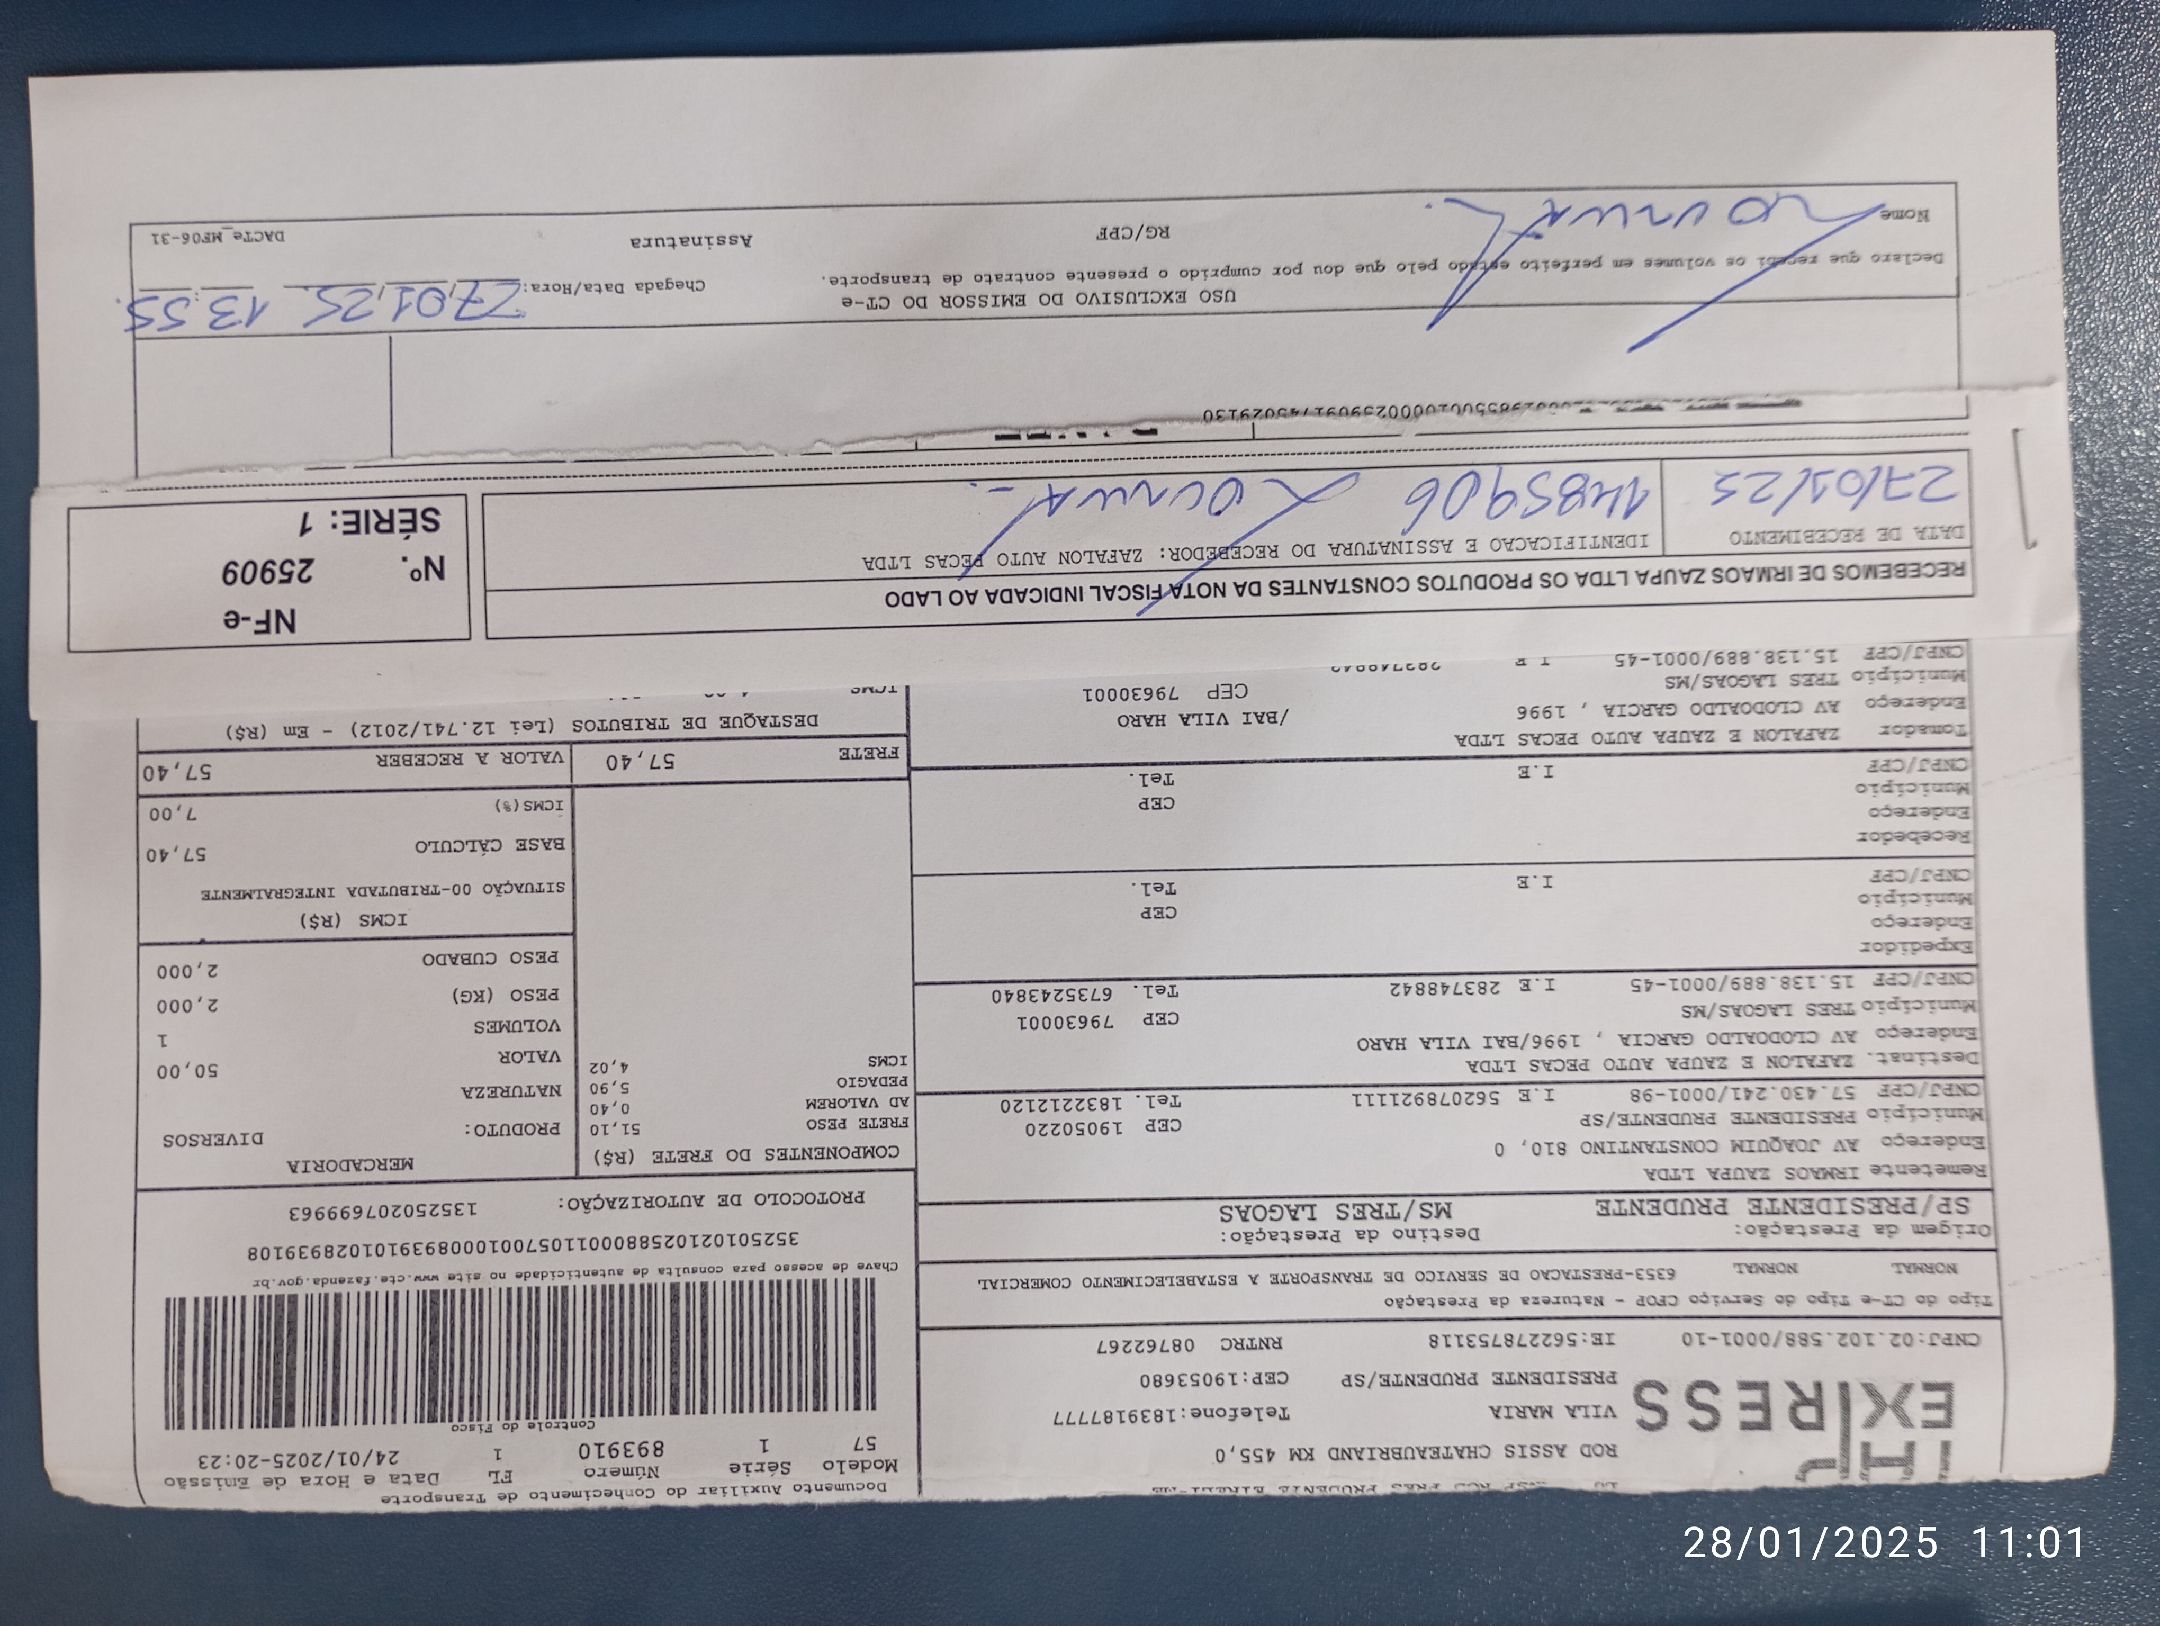 Documento Auxiliar do Conhecimento de Transporte
Modelo Série Número FL Data e Hora de Emissão
57 1 893910 1 24/01/2025-20:23
Controle do Fisco
EXPRESS
ROD ASSIS CHATEAUBRIAND KM 455,0
VILA MARIA Telefone:1839187777
PRESIDENTE PRUDENTE/SP CEP:19053680
CNPJ:02.102.588/0001-10 IE:562278753118 RNTRC 08762267
Tipo do CT-e Tipo do Serviço CFOP - Natureza da Prestação
NORMAL NORMAL 6353-PRESTACAO DE SERVICO DE TRANSPORTE A ESTABELECIMENTO COMERCIAL
Chave de acesso para consulta de autenticidade no site www.cte.fazenda.gov.br
35250102102588000110570010008939101028939108
Origem da Prestação: Destino da Prestação:
SP/PRESIDENTE PRUDENTE MS/TRES LAGOAS
PROTOCOLO DE AUTORIZAÇÃO: 135250207699963
Remetente IRMAOS ZAUPA LTDA
Endereço AV JOAQUIM CONSTANTINO 810, 0
Município PRESIDENTE PRUDENTE/SP CEP 19050220
CNPJ/CPF 57.430.241/0001-98 I.E 562078921111 Tel. 1832212120
Destinat. ZAFALON E ZAUPA AUTO PECAS LTDA
Endereço AV CLODOALDO GARCIA , 1996/BAI VILA HARO
Município TRES LAGOAS/MS CEP 79630001
CNPJ/CPF 15.138.889/0001-45 I.E 283748842 Tel. 6735243840
Expedidor
Endereço
Município CEP
CNPJ/CPF I.E Tel.
Recebedor
Endereço
Município CEP
CNPJ/CPF I.E Tel.
Tomador ZAFALON E ZAUPA AUTO PECAS LTDA
Endereço AV CLODOALDO GARCIA , 1996 /BAI VILA HARO
Município TRES LAGOAS/MS CEP 79630001
CNPJ/CPF 15.138.889/0001-45 I.E
COMPONENTES DO FRETE (R$)
FRETE PESO 51,10
AD VALOREM 0,40
PEDAGIO 5,90
ICMS 4,02
MERCADORIA
PRODUTO: DIVERSOS
NATUREZA
VALOR 50,00
VOLUMES 1
PESO (KG) 2,000
PESO CUBADO 2,000
ICMS (R$)
SITUAÇÃO 00-TRIBUTADA INTEGRALMENTE
BASE CÁLCULO 57,40
ICMS(%) 7,00
FRETE 57,40 VALOR A RECEBER 57,40
DESTAQUE DE TRIBUTOS (Lei 12.741/2012) - Em (R$)
ICMS
RECEBEMOS DE IRMAOS ZAUPA LTDA OS PRODUTOS CONSTANTES DA NOTA FISCAL INDICADA AO LADO
DATA DE RECEBIMENTO
27/01/25
IDENTIFICACAO E ASSINATURA DO RECEBEDOR: ZAFALON AUTO PECAS LTDA
1485906
NF-e
Nº. 25909
SÉRIE: 1
USO EXCLUSIVO DO EMISSOR DO CT-e
Declaro que recebi os volumes em perfeito estado pelo que dou por cumprido o presente contrato de transporte.
Chegada Data/Hora: 27,01,25 13:55
Nome RG/CPF Assinatura DACTe_MF06-31
28/01/2025 11:01